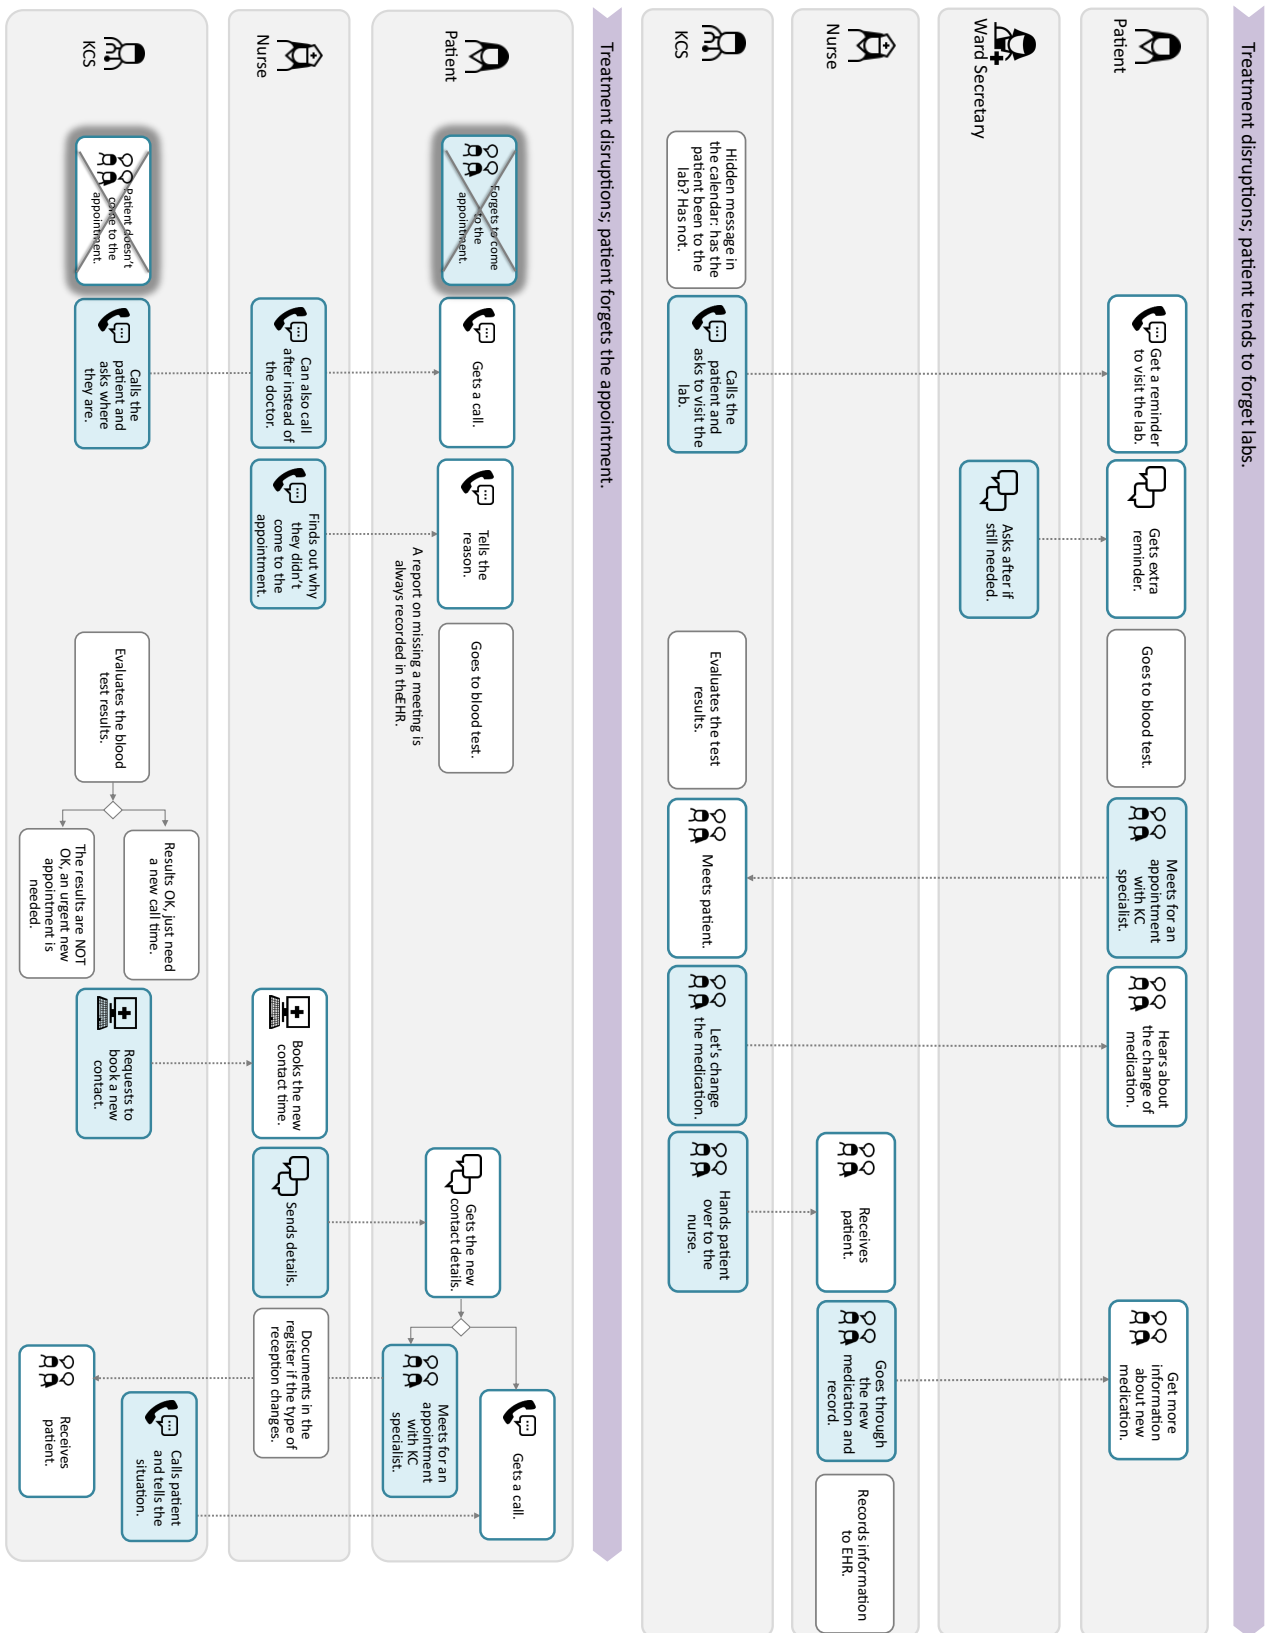 Treatment disruptions; patient tends to forget labs.
Patient
Get a reminder
to visit the lab.
Gets extra
reminder.
Goes to blood test.
Meets for an
appointment
with KC
specialist.
Hears about
the change of
medication.
Get more
information
about new
medication.
Ward Secretary
Asks after if
still needed.
Nurse
Receives
patient.
Goes through
the new
medication and
record.
Records information
to EHR.
KCS
Hidden message in
the calendar: has the
patient been to the
lab? Has not.
Calls the
patient and
asks to visit the
lab.
Evaluates the test
results.
Meets patient.
Let's change
the medication.
Hands patient
over to the
nurse.
Treatment disruptions; patient forgets the appointment.
Patient
Forgets to come
to the
appointment.
Gets a call.
Tells the
reason.
Goes to blood test.
A report on missing a meeting is
always recorded in theEHR.
Gets the new
contact details.
Gets a call.
Meets for an
appointment
with KC
specialist.
Nurse
Can also call
after instead of
the doctor.
Finds out why
they didn't
come to the
appointment.
Books the new
contact time.
Sends details.
Documents in the
register if the type of
reception changes.
KCS
Patient doesn't
come to the
appointment.
Calls the
patient and
asks where
they are.
Evaluates the blood
test results.
Results OK, just need
a new call time.
The results are NOT
OK, an urgent new
appointment is
needed.
Requests to
book a new
contact.
Calls patient
and tells the
situation.
Receives
patient.